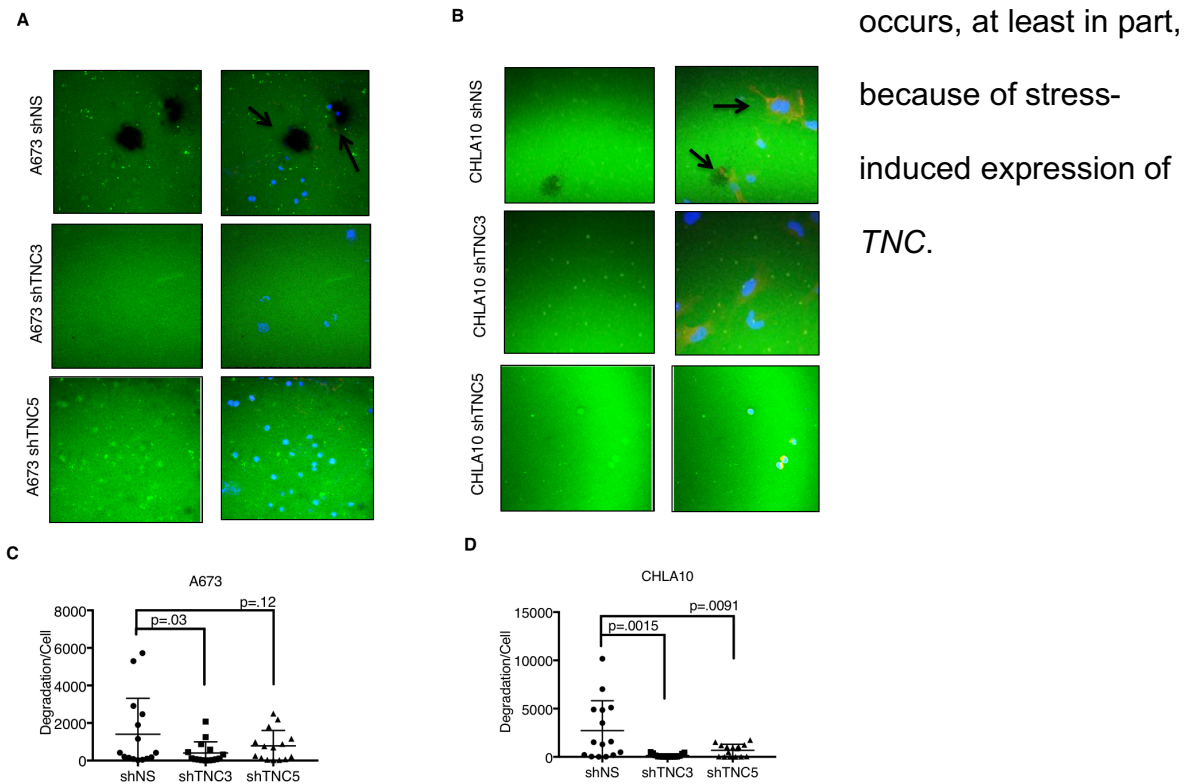 A
B
A673 shNS
A673 shTNC3
A673 shTNC5
CHLA10 shNS
CHLA10 shTNC3
CHLA10 shTNC5
occurs, at least in part,
because of stress-
induced expression of
TNC.
C
A673
Degradation/Cell
8000
6000
4000
2000
0
p=.12
p=.03
shNS shTNC3 shTNC5
D
CHLA10
Degradation/Cell
15000
10000
5000
0
p=.0091
p=.0015
shNS shTNC3 shTNC5